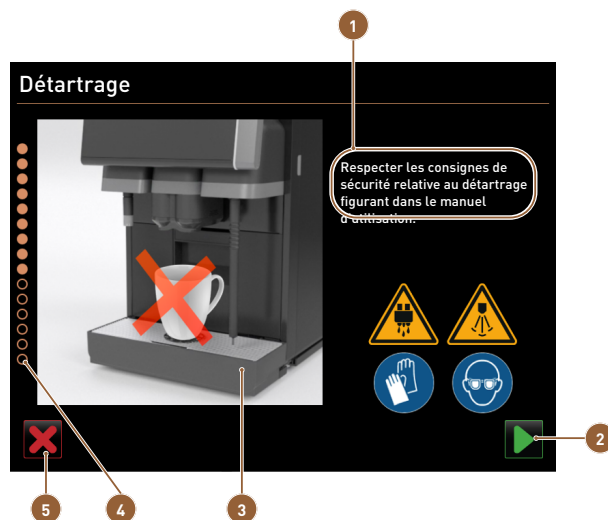 1
Détartrage
Respecter les consignes de
sécurité relative au détartrage
figurant dans le manuel
d'utilisation.
2
5
4
3